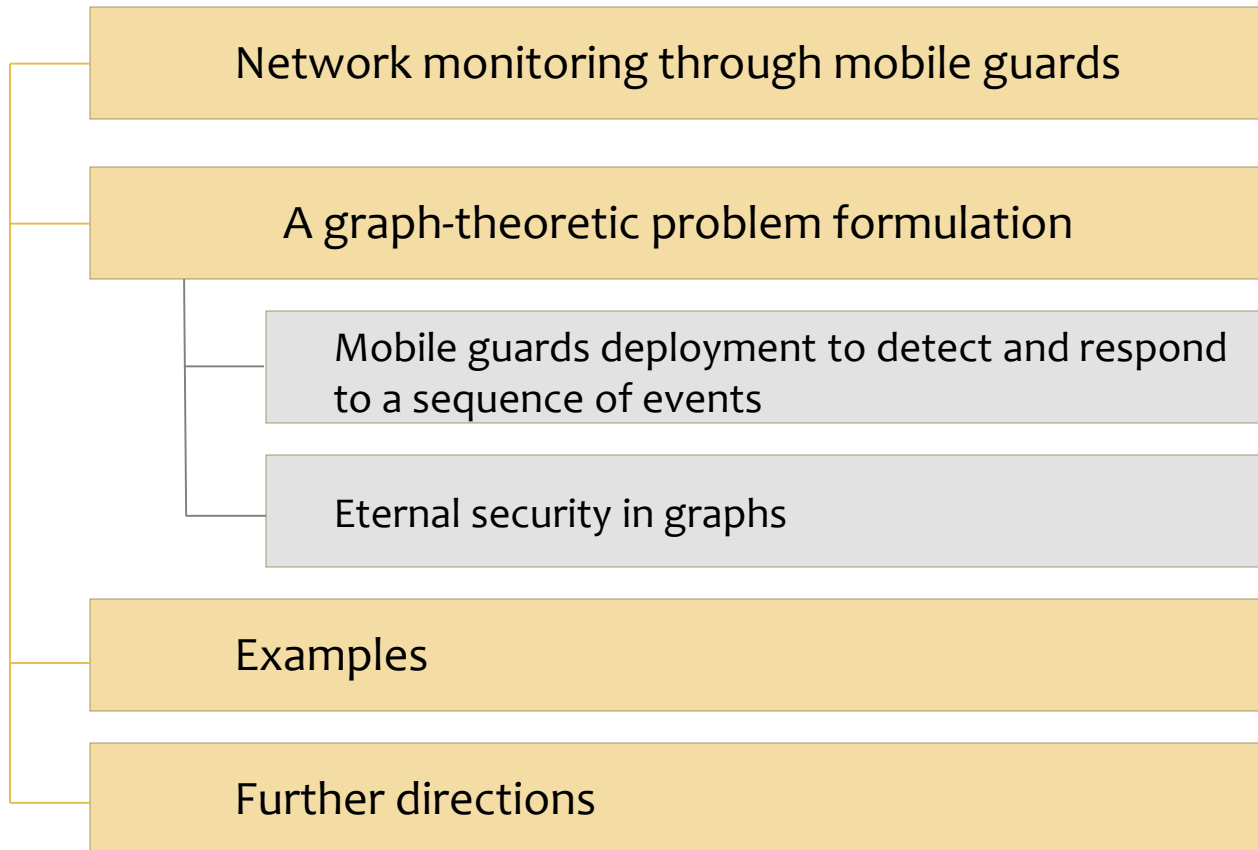 Network monitoring through mobile guards
A graph-theoretic problem formulation
Mobile guards deployment to detect and respond
to a sequence of events
Eternal security in graphs
Examples
Further directions